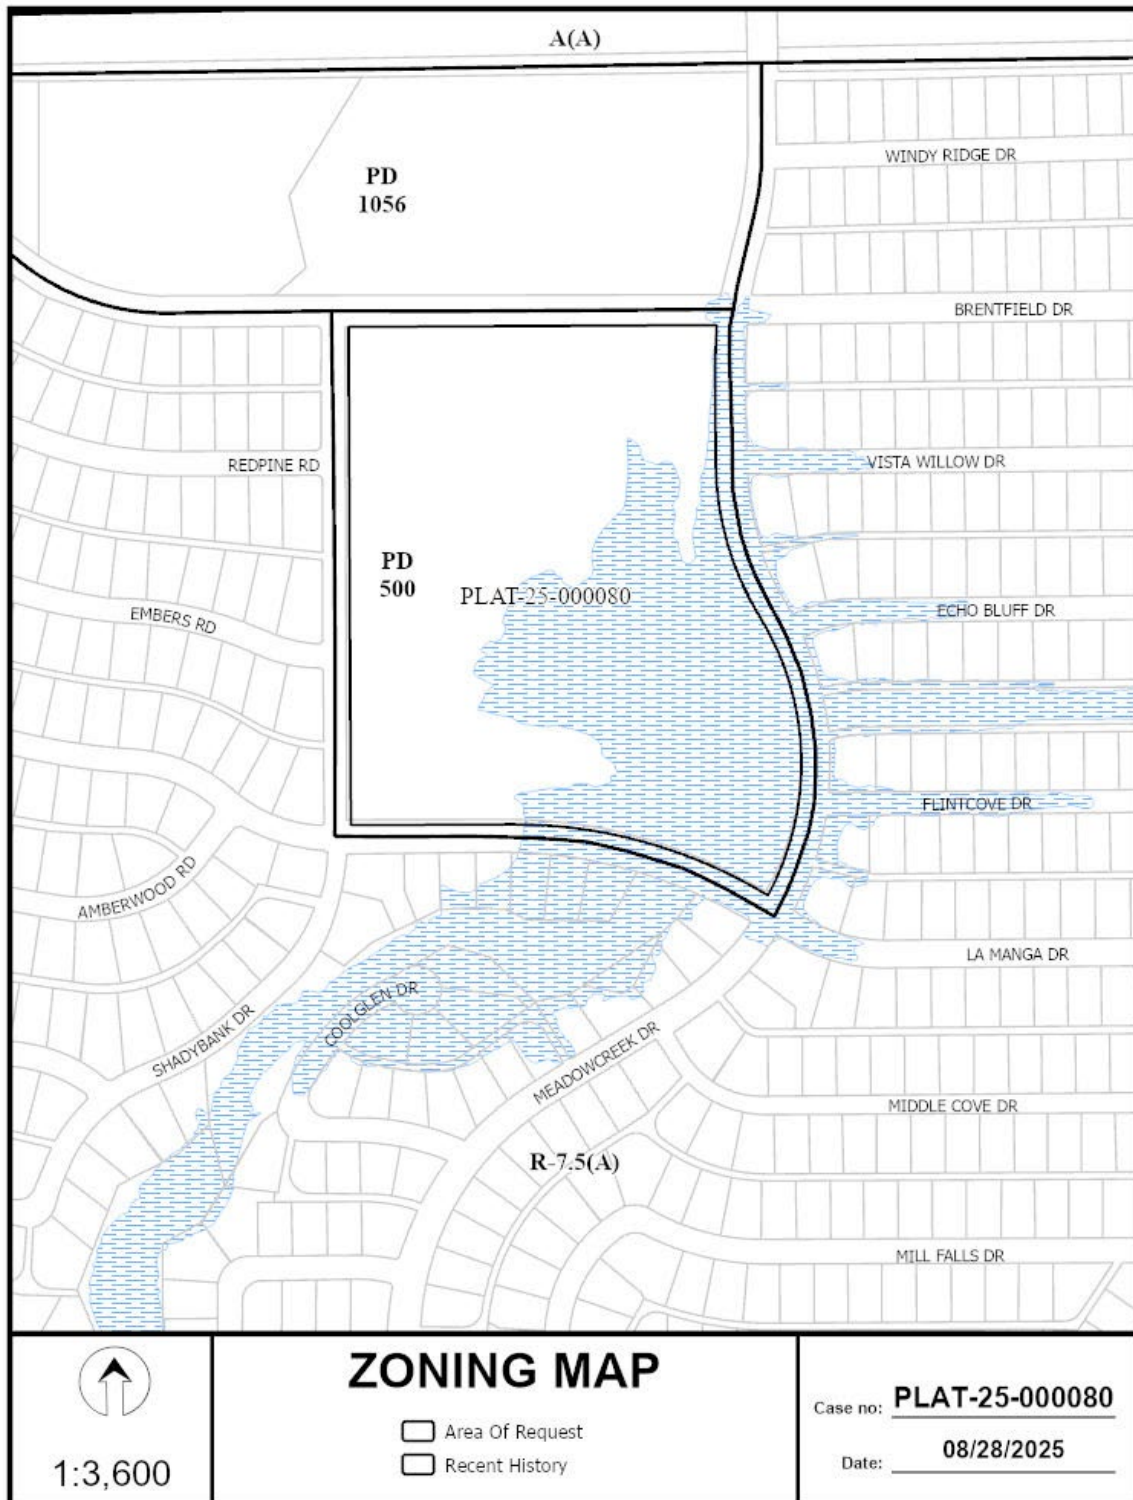 A(A)
WINDY RIDGE DR
PD
1056
BRENTFIELD DR
REDPINE RD
VISTA WILLOW DR
PD
500
PLAT-25-000080
EMBERS RD
ECHO BLUFF DR
FLINTCOVE DR
AMBERWOOD RD
LA MANGA DR
COOLGLEN DR
SHADYBANK DR
MEADOWCREEK DR
MIDDLE COVE DR
R-7.5(A)
MILL FALLS DR
1:3,600
ZONING MAP
Area Of Request
Recent History
Case no: PLAT-25-000080
Date: 08/28/2025